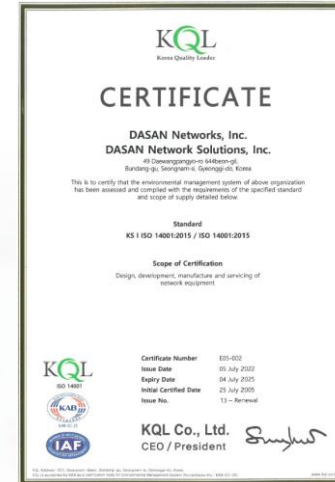 KQL
Korea Quality Leader
CERTIFICATE
DASAN Networks, Inc.
DASAN Network Solutions, Inc.
49 Daewangpangyo-ro 644beon-gil,
Bundang-gu, Seongnam-si, Gyeonggi-do, Korea
This is to certify that the environmental management system of above organization
has been assessed and complied with the requirements of the specified standard
and scope of supply detailed below
Standard
KS I ISO 14001:2015 / ISO 14001:2015
Scope of Certification
Design, development, manufacture and servicing of
network equipment
KQL
ISO 14001
KAB
IAF
Certificate Number E05-002
Issue Date 05 July 2022
Expiry Date 04 July 2025
Initial Certified Date 25 July 2005
Issue No. 13 – Renewal
KQL Co., Ltd.
CEO / President